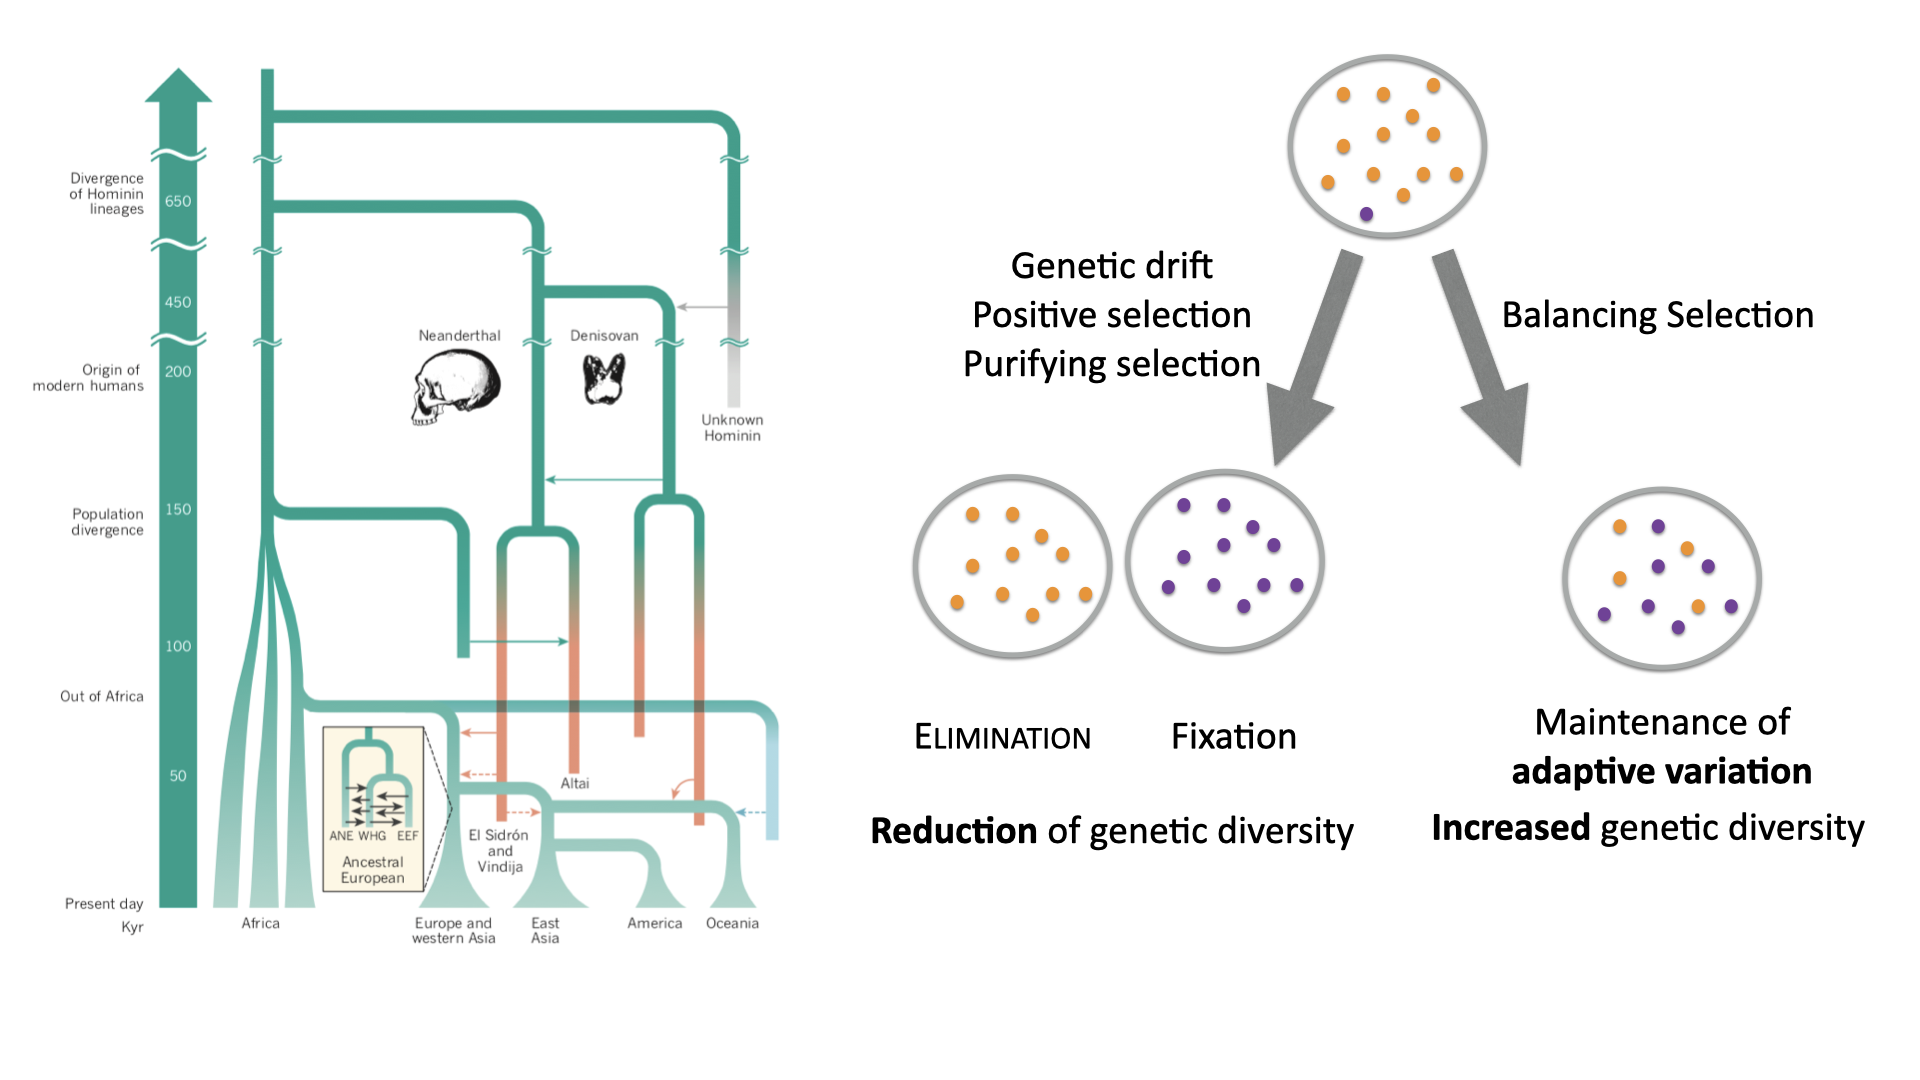 Divergence
of Hominin
lineages
650
450
Neanderthal
Denisovan
Origin of
modern humans
200
Unknown
Hominin
Population
divergence
150
100
Out of Africa
50
Altai
ANE WHG EEF
Ancestral
European
El Sidrón
and
Vindija
Present day
Kyr
Africa
Europe and
western Asia
East
Asia
America
Oceania
Genetic drift
Positive selection
Purifying selection
Balancing Selection
ELIMINATION
Fixation
Maintenance of
adaptive variation
Reduction of genetic diversity
Increased genetic diversity